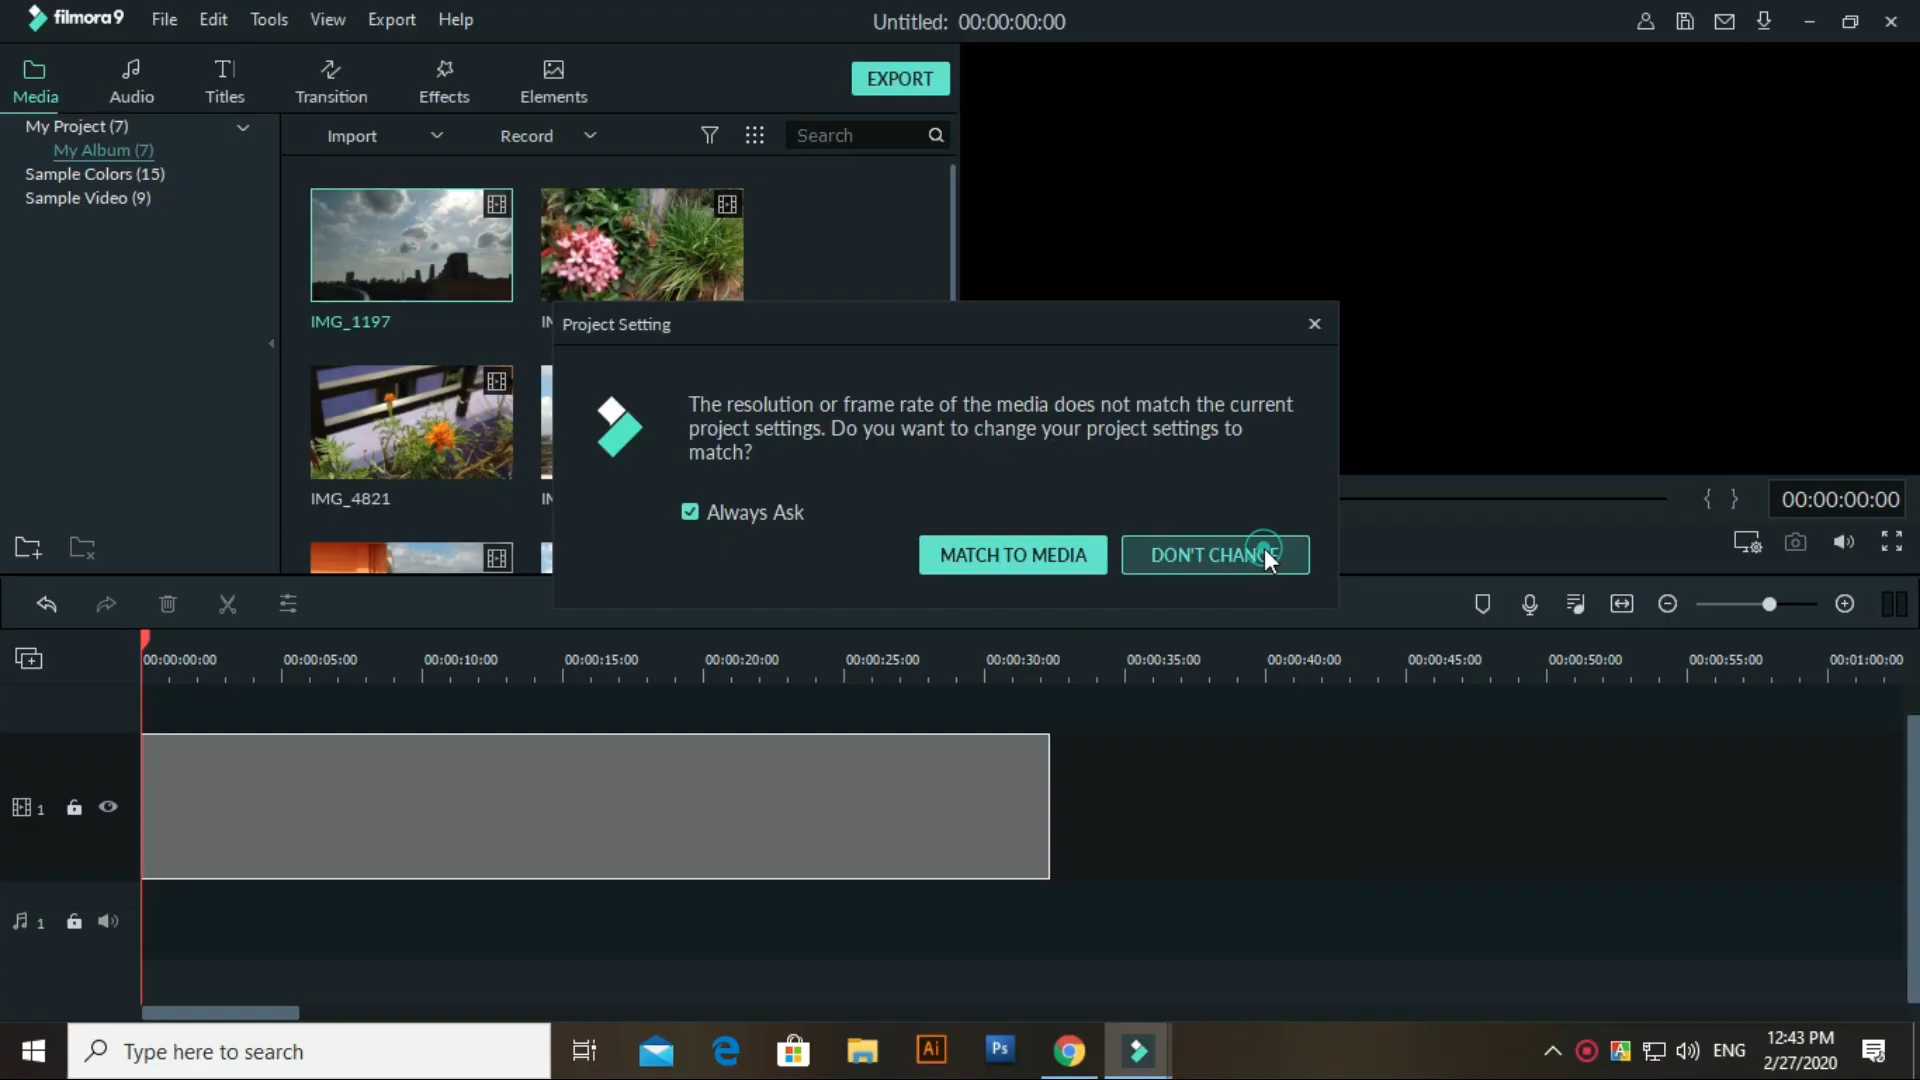 filmora9
File Edit Tools View Export Help
Untitled: 00:00:00:00
Media
Audio
Titles
Transition
Effects
Elements
EXPORT
My Project (7)
My Album (7)
Sample Colors (15)
Sample Video (9)
Import
Record
Search
IMG_1197
IMG_4821
Project Setting
The resolution or frame rate of the media does not match the current
project settings. Do you want to change your project settings to
match?
Always Ask
MATCH TO MEDIA
DON'T CHANGE
00:00:00:00
00:00:00:00 00:00:05:00 00:00:10:00 00:00:15:00 00:00:20:00 00:00:25:00 00:00:30:00 00:00:35:00 00:00:40:00 00:00:45:00 00:00:50:00 00:00:55:00 00:01:00:00
1
1
Type here to search
Ai
Ps
A
ENG
12:43 PM
2/27/2020